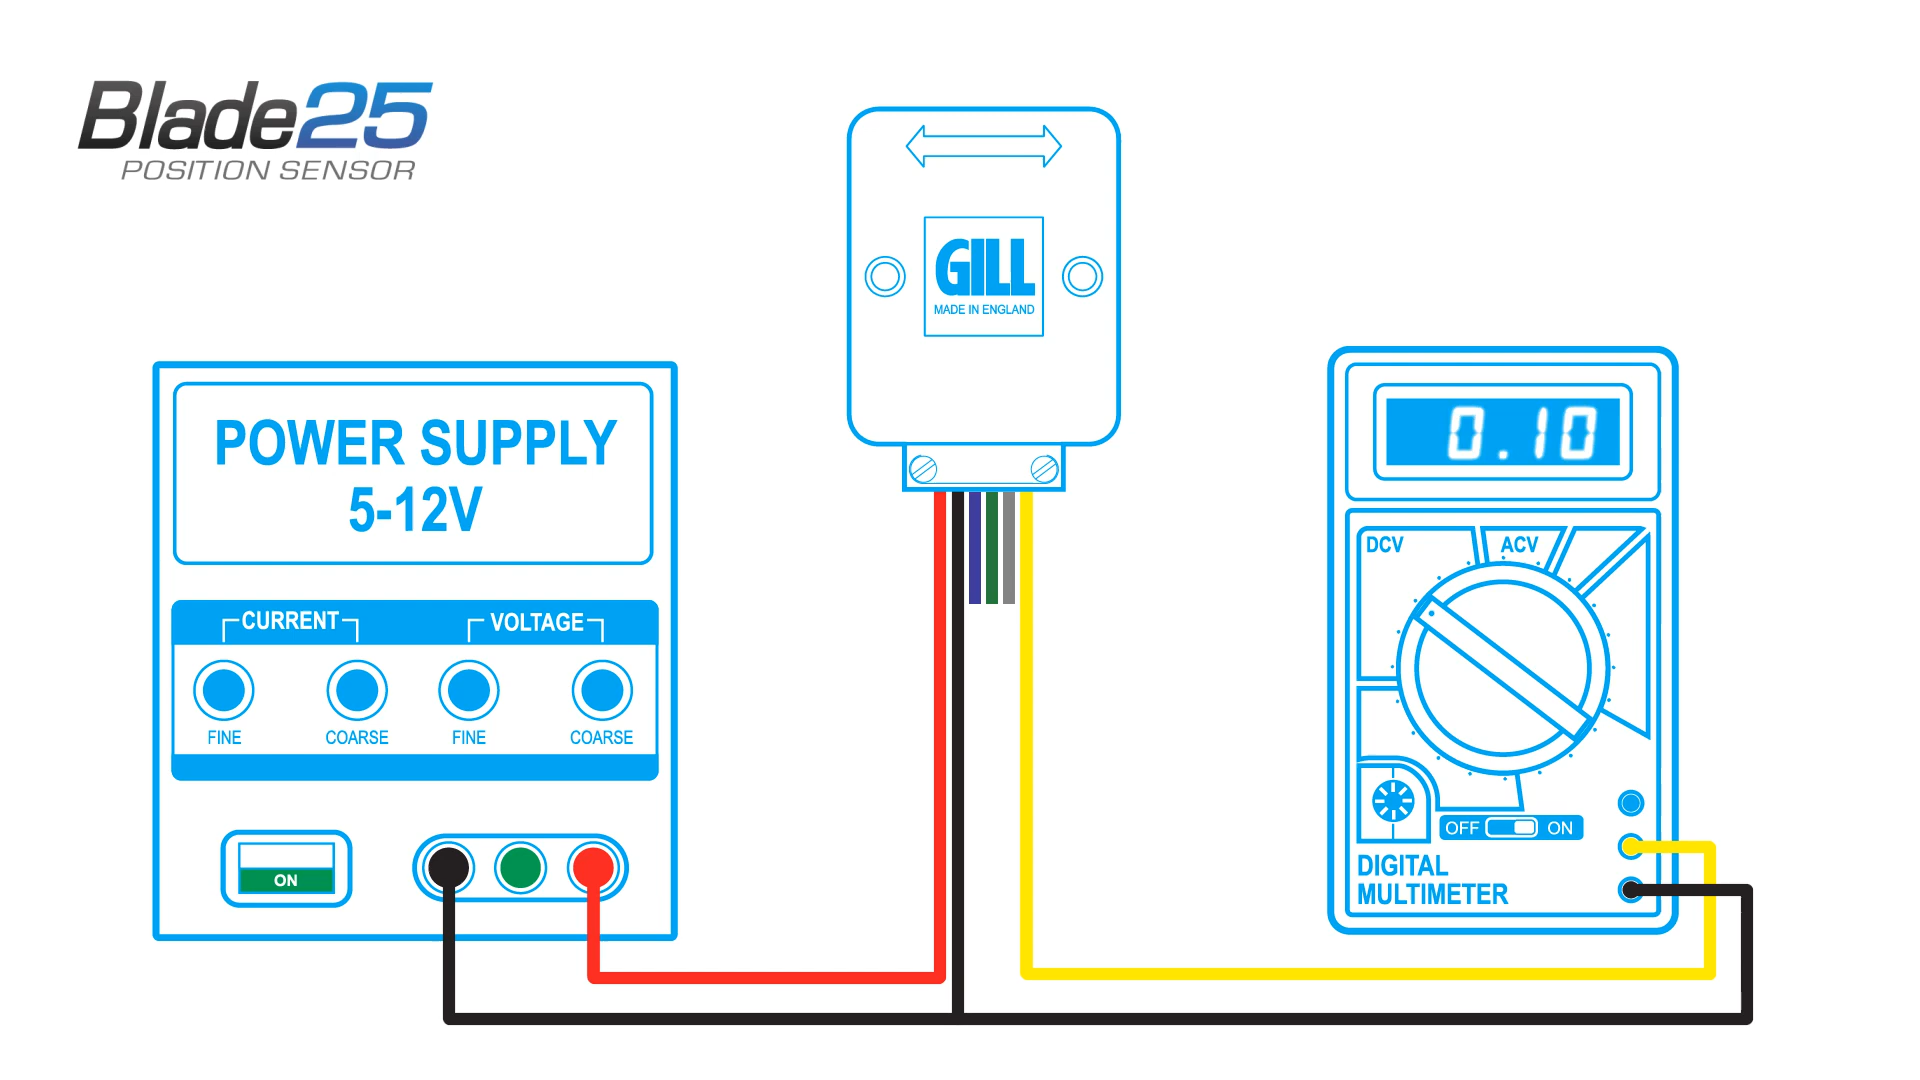 Blade25
POSITION SENSOR
GILL
MADE IN ENGLAND
POWER SUPPLY
5-12V
CURRENT
VOLTAGE
FINE
COARSE
FINE
COARSE
ON
0.10
DCV
ACV
OFF
ON
DIGITAL
MULTIMETER